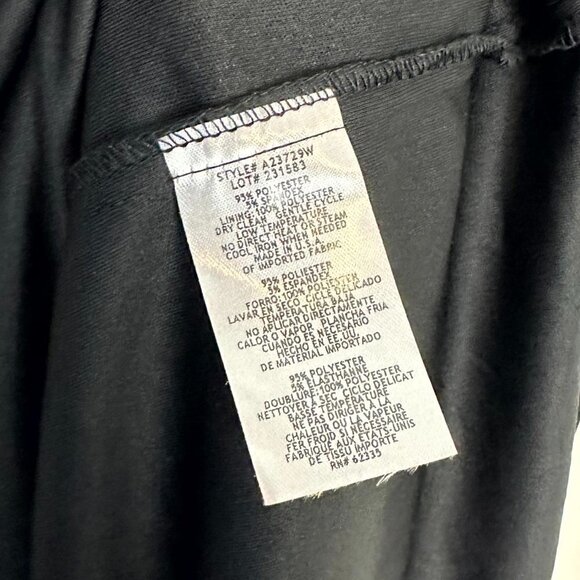 STYLE# A23729W
LOT# 231583
95% POLYESTER
5% SPANDEX
LINING: 100% POLYESTER
DRY CLEAN, GENTLE CYCLE
LOW TEMPERATURE
NO DIRECT HEAT OR STEAM
COOL IRON WHEN NEEDED
MADE IN U.S.A.
OF IMPORTED FABRIC
95% POLIESTER
5% ESPANDEX
FORRO: 100% POLIESTER
LAVAR EN SECO, CICLE DELICADO
TEMPERATURA BAJA
NO APLICAR DIRECTAMENTE
CALOR O VAPOR, PLANCHA FRIA
CUANDO ES NECESARIO
HECHO EN EE.UU.
DE MATERIAL IMPORTADO
95% POLYESTER
5% ELASTHANNE
DOUBLURE: 100% POLYESTER
NETTOYER À SEC, CICLO DELICAT
BASSE TEMPERATURE
NE PAS DIRIGER LA
CHALEUR OU LA VAPEUR
FER FROID SI NÉCESSAIRE
FABRIQUÉ AUX ETATS-UNIS
DE TISSU IMPORTE
RN# 62335